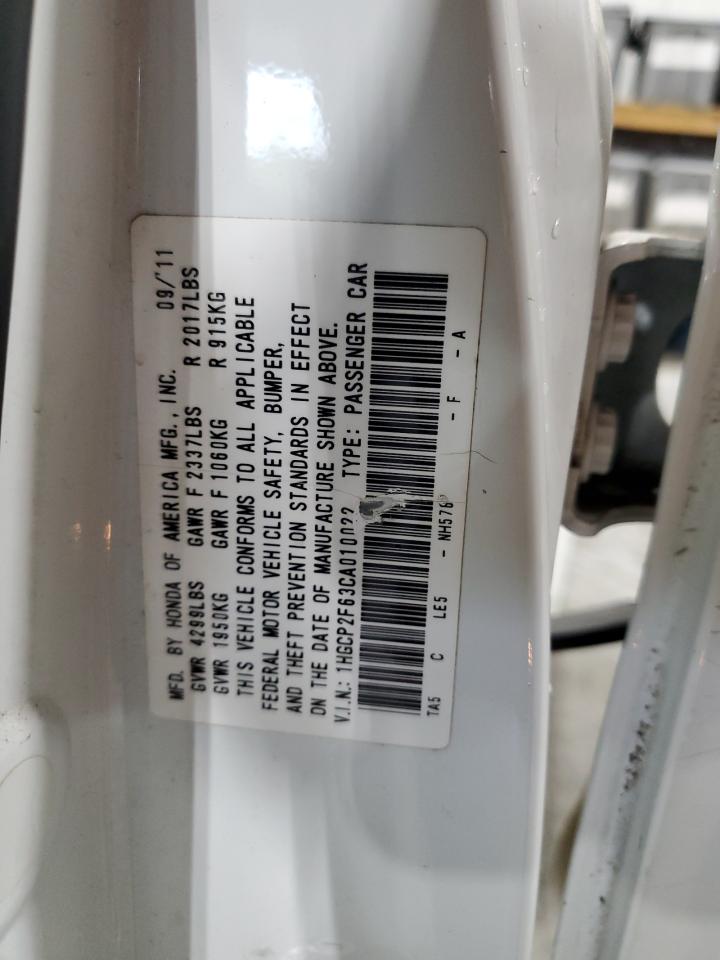 MFD. BY HONDA OF AMERICA MFG., INC. 09/'11
GVWR 4299LBS GAWR F 2337LBS R 2017LBS
GVWR 1950KG GAWR F 1060KG R 915KG
THIS VEHICLE CONFORMS TO ALL APPLICABLE
FEDERAL MOTOR VEHICLE SAFETY, BUMPER,
AND THEFT PREVENTION STANDARDS IN EFFECT
ON THE DATE OF MANUFACTURE SHOWN ABOVE.
V.I.N.: TYPE: PASSENGER CAR
TA5 C LE5 - - F - A